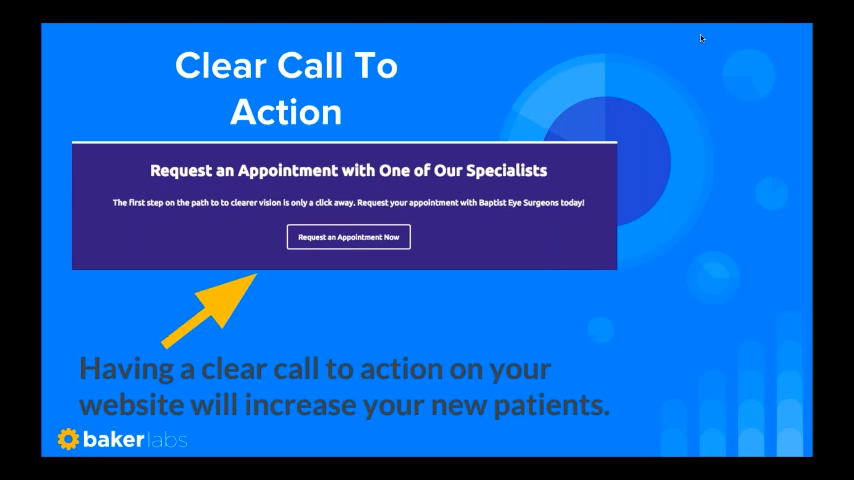 Clear Call To
Action
Request an Appointment with One of Our Specialists
The first step on the path to to clearer vision is only a click away. Request your appointment with Baptist Eye Surgeons today!
Request an Appointment Now
Having a clear call to action on your
website will increase your new patients.
bakerlabs